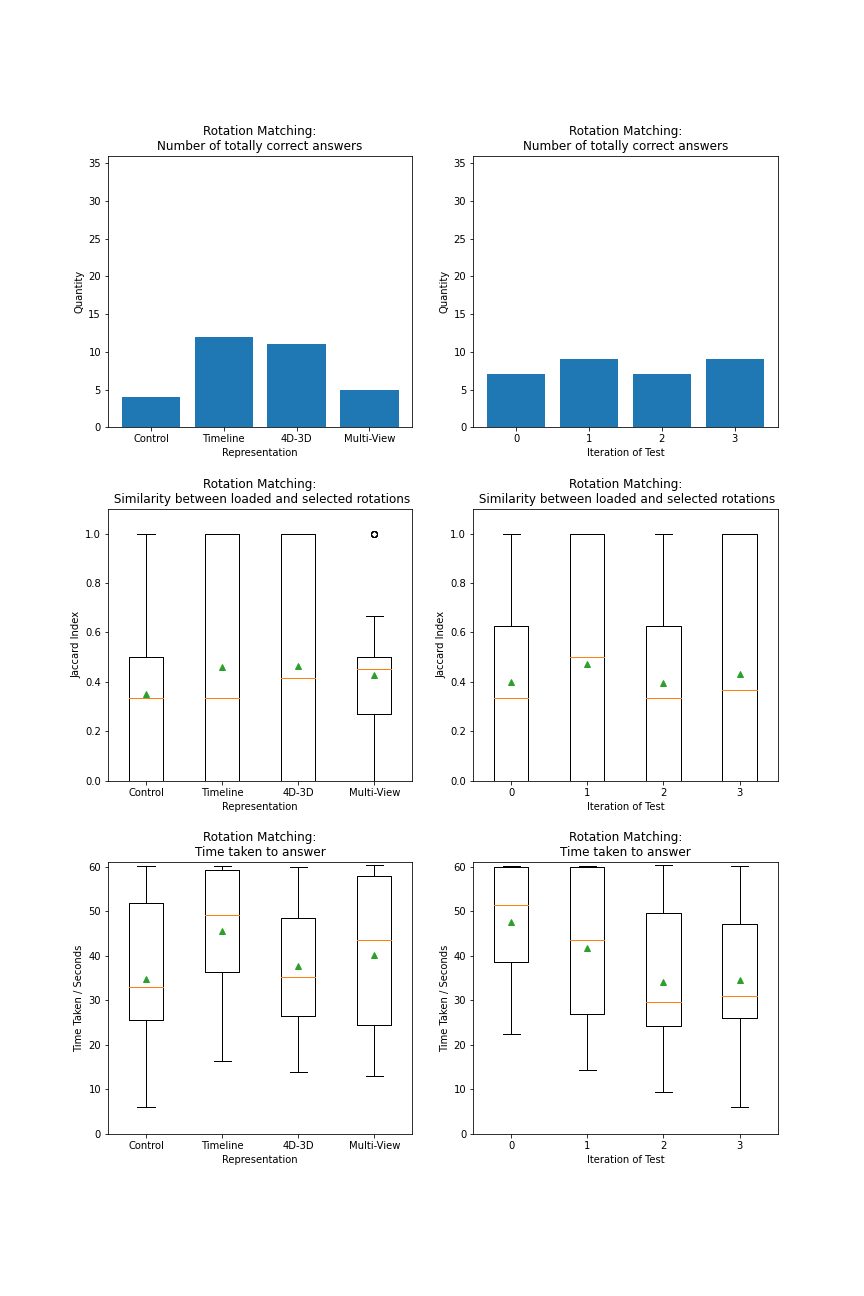 Rotation Matching:
Number of totally correct answers
35
30
25
20
15
10
5
0
Quantity
Control Timeline 4D-3D Multi-View
Representation
Rotation Matching:
Number of totally correct answers
35
30
25
20
15
10
5
0
Quantity
0 1 2 3
Iteration of Test
Rotation Matching:
Similarity between loaded and selected rotations
1.0
0.8
0.6
0.4
0.2
0.0
Jaccard Index
Control Timeline 4D-3D Multi-View
Representation
Rotation Matching:
Similarity between loaded and selected rotations
1.0
0.8
0.6
0.4
0.2
0.0
Jaccard Index
0 1 2 3
Iteration of Test
Rotation Matching:
Time taken to answer
60
50
40
30
20
10
0
Time Taken / Seconds
Control Timeline 4D-3D Multi-View
Representation
Rotation Matching:
Time taken to answer
60
50
40
30
20
10
0
Time Taken / Seconds
0 1 2 3
Iteration of Test